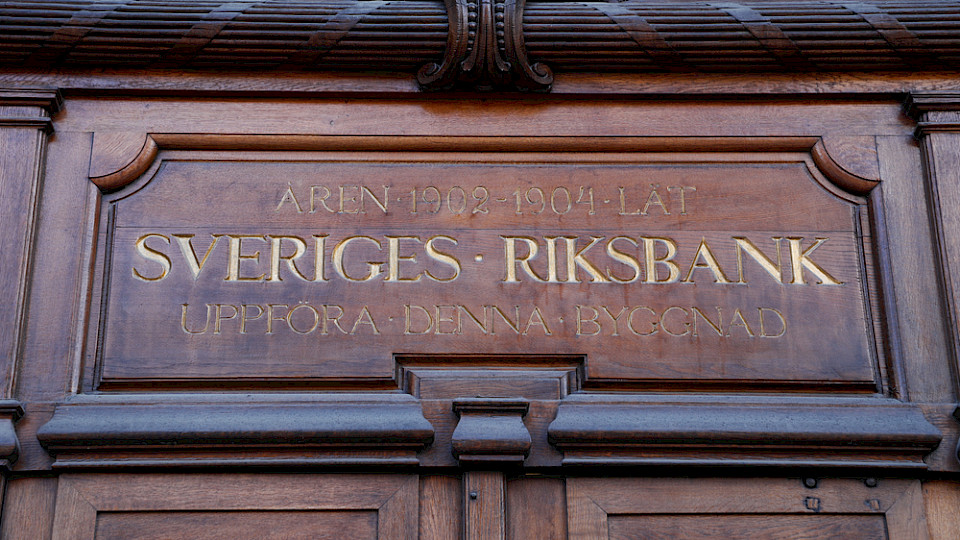 ÅREN · 1902-1904 · LÄT
SVERIGES · RIKSBANK
UPPFÖRA · DENNA · BYGGNAD